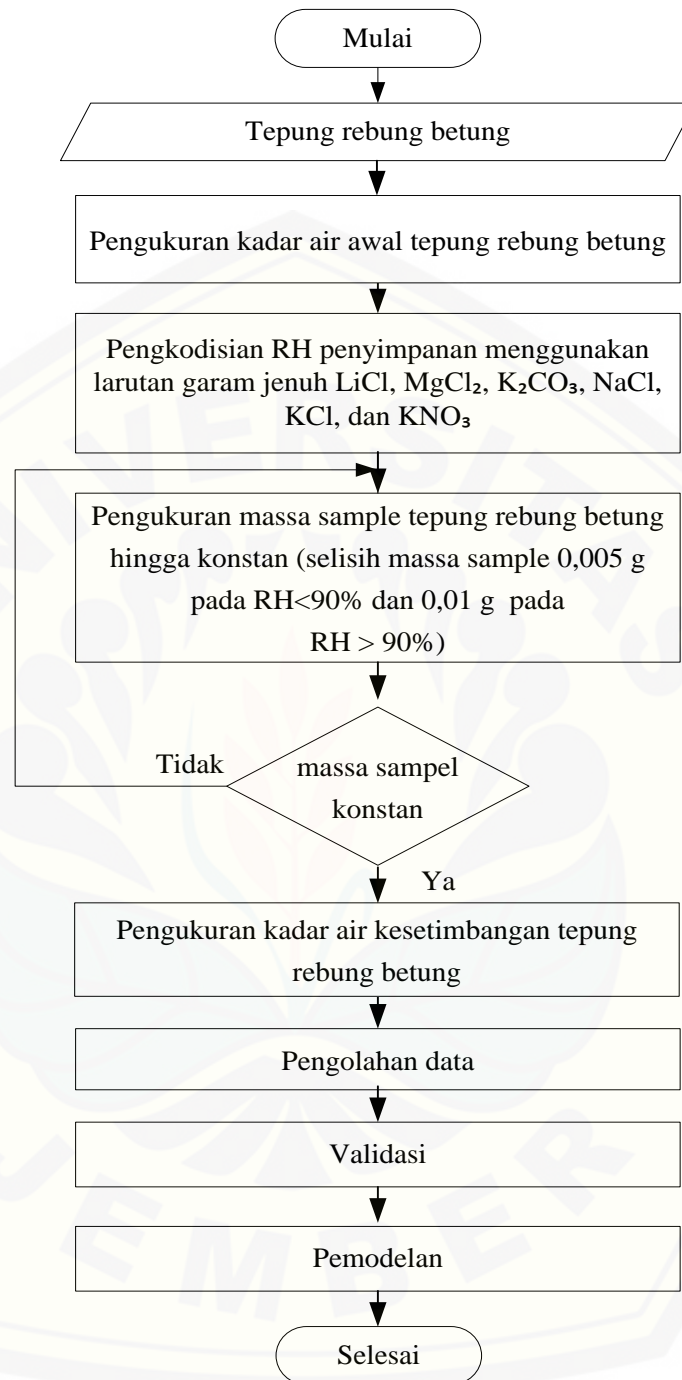 Mulai
Tepung rebung betung
Pengukuran kadar air awal tepung rebung betung
Pengkodisian RH penyimpanan menggunakan
larutan garam jenuh LiCl, MgCl₂, K₂CO₃, NaCl,
KCl, dan KNO₃
Pengukuran massa sample tepung rebung betung
hingga konstan (selisih massa sample 0,005 g
pada RH<90% dan 0,01 g pada
RH > 90%)
Tidak
massa sampel
konstan
Ya
Pengukuran kadar air kesetimbangan tepung
rebung betung
Pengolahan data
Validasi
Pemodelan
Selesai
UNIVERSITAS
JEMBER